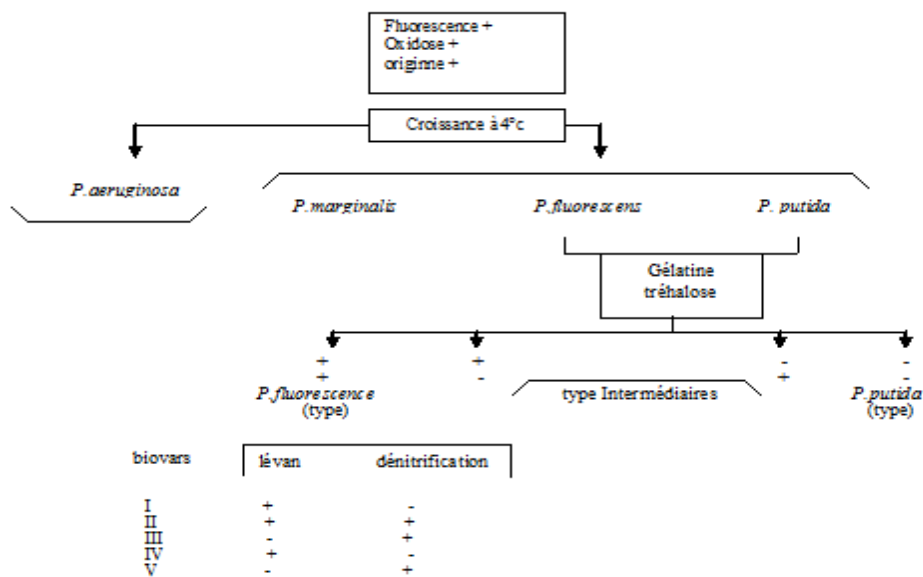 Fluorescence +
Oxidose +
originne +
Croissance à 4°c
P.aeruginosa
P.marginalis P.fluorescens P. putida
Gélatine
tréhalose
+ + - -
+ - + -
P.fluorescence type Intermédiaires P.putida
(type) (type)
biovars lévan dénitrification
I + -
II + +
III - +
IV + -
V - +